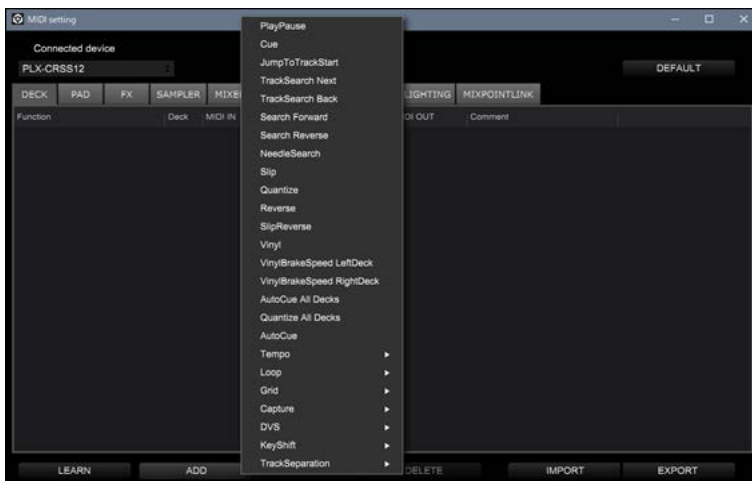 MIDI setting
Connected device
PLX-CRSS12
DEFAULT
DECK PAD FX SAMPLER MIXPOINTLINK
Function Deck MIDI IN Comment
PlayPause
Cue
JumpToTrackStart
TrackSearch Next
TrackSearch Back
Search Forward
Search Reverse
NeedleSearch
Slip
Quantize
Reverse
SlipReverse
Vinyl
VinylBrakeSpeed LeftDeck
VinylBrakeSpeed RightDeck
AutoCue All Decks
Quantize All Decks
AutoCue
Tempo
Loop
Grid
Capture
DVS
KeyShift
TrackSeparation
LEARN ADD DELETE IMPORT EXPORT